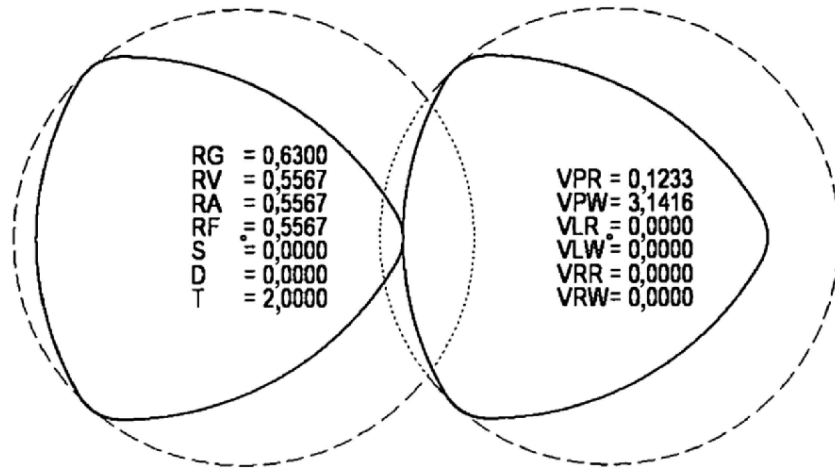 RG = 0,6300
RV = 0,5567
RA = 0,5567
RF = 0,5567
S = 0,0000
D = 0,0000
T = 2,0000
VPR = 0,1233
VPW = 3,1416
VLR = 0,0000
VLW = 0,0000
VRR = 0,0000
VRW = 0,0000